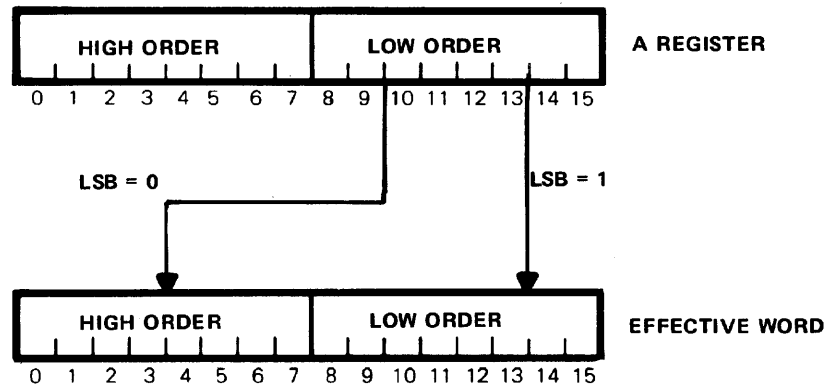 HIGH ORDER LOW ORDER A REGISTER
0 1 2 3 4 5 6 7 8 9 10 11 12 13 14 15
LSB = 0 LSB = 1
HIGH ORDER LOW ORDER EFFECTIVE WORD
0 1 2 3 4 5 6 7 8 9 10 11 12 13 14 15